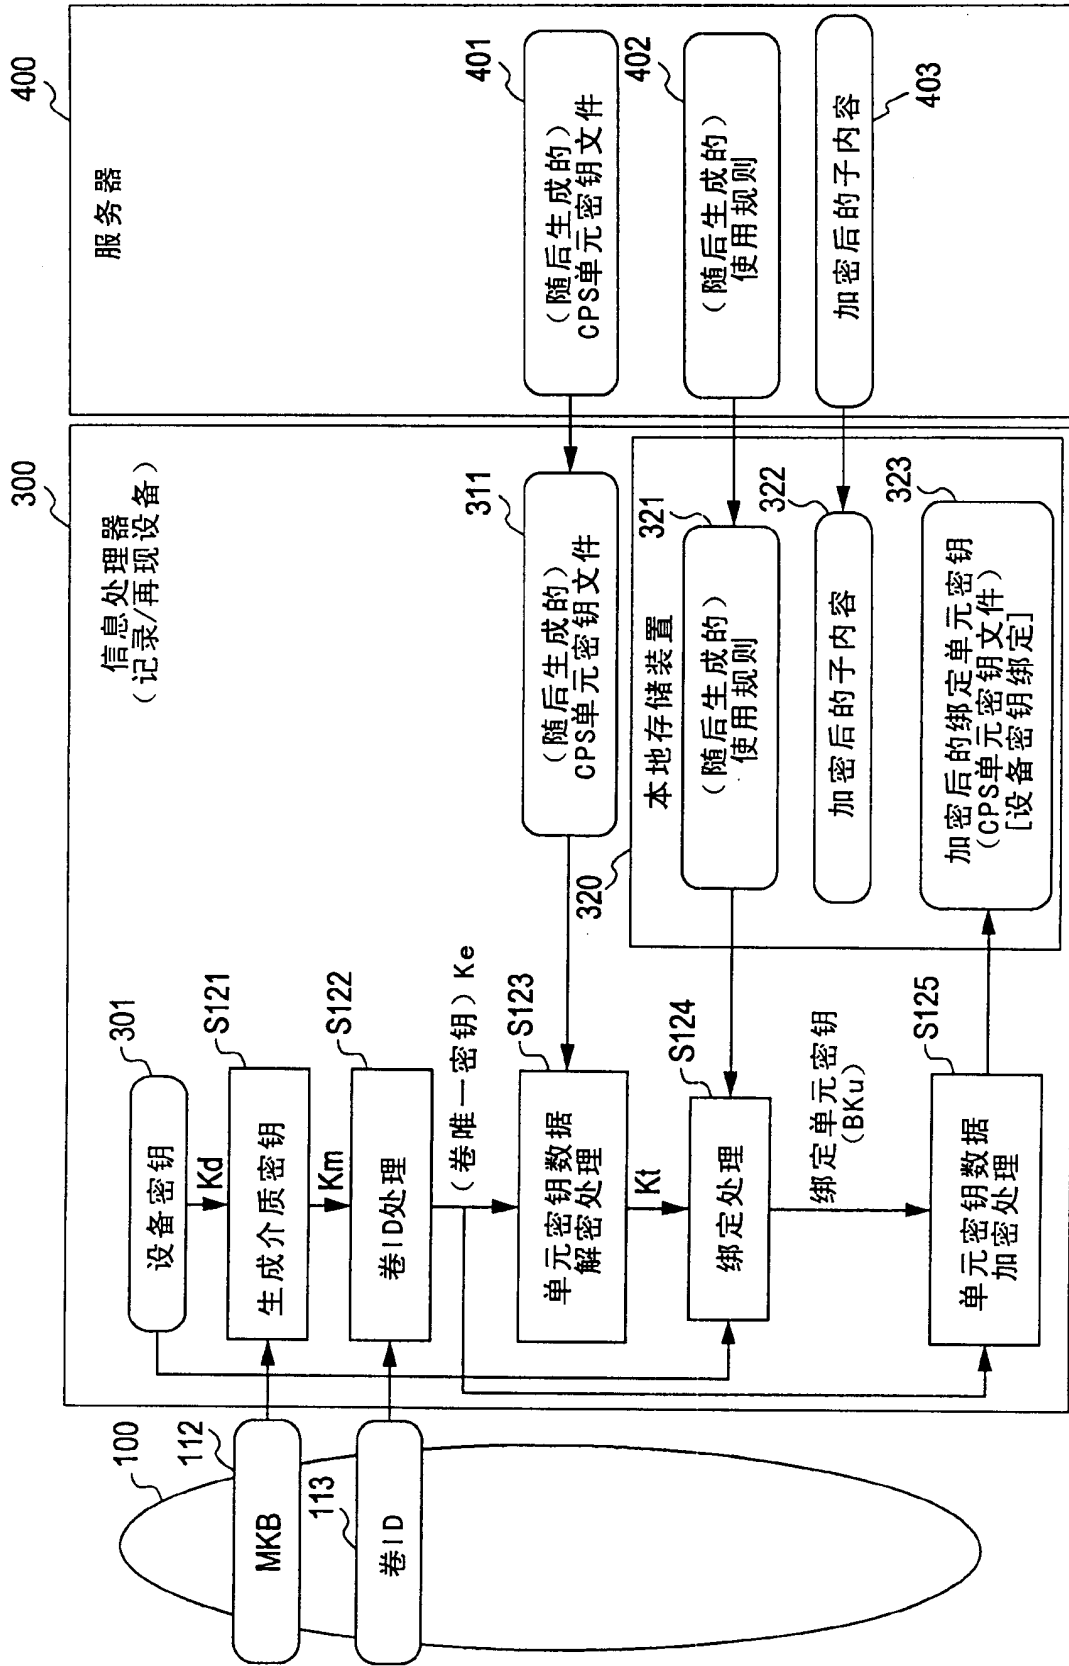 400
服务器
401
(随后生成的)
CPS单元密钥文件
402
(随后生成的)
使用规则
加密后的子内容
403
300
信息处理器
(记录/再现设备)
311
(随后生成的)
CPS单元密钥文件
320
本地存储装置
321
(随后生成的)
使用规则
322
加密后的子内容
323
加密后的绑定单元密钥
(CPS单元密钥文件)
[设备密钥绑定]
301
设备密钥
Kd
S121
生成介质密钥
Km
S122
卷ID处理
(卷唯一密钥) Ke
S123
单元密钥数据
解密处理
Kt
S124
绑定处理
绑定单元密钥
(BKu)
S125
单元密钥数据
加密处理
100
112
MKB
113
卷ID